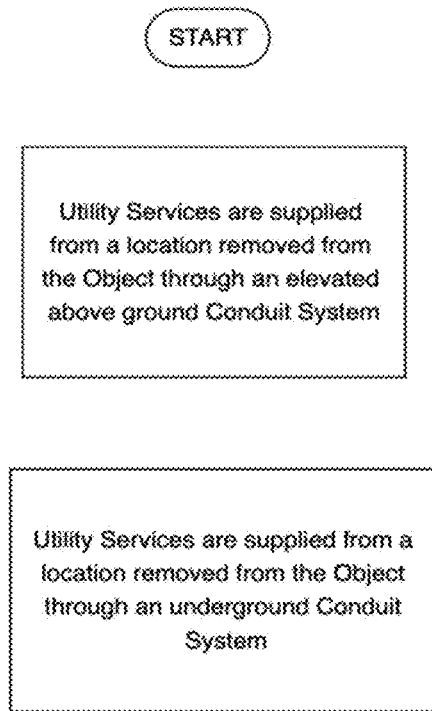 START
Utility Services are supplied
from a location removed from
the Object through an elevated
above ground Conduit System
Utility Services are supplied from a
location removed from the Object
through an underground Conduit
System